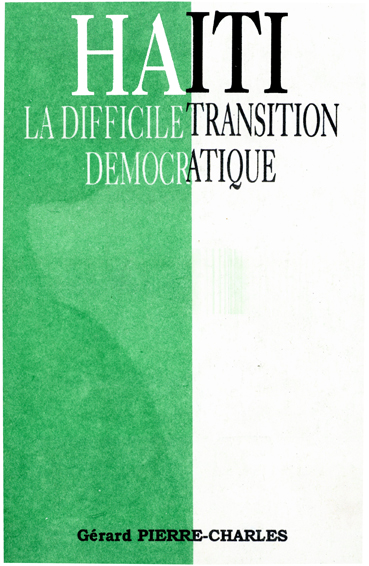 HAITI
LA DIFFICILE TRANSITION
DEMOCRATIQUE
Gérard PIERRE-CHARLES